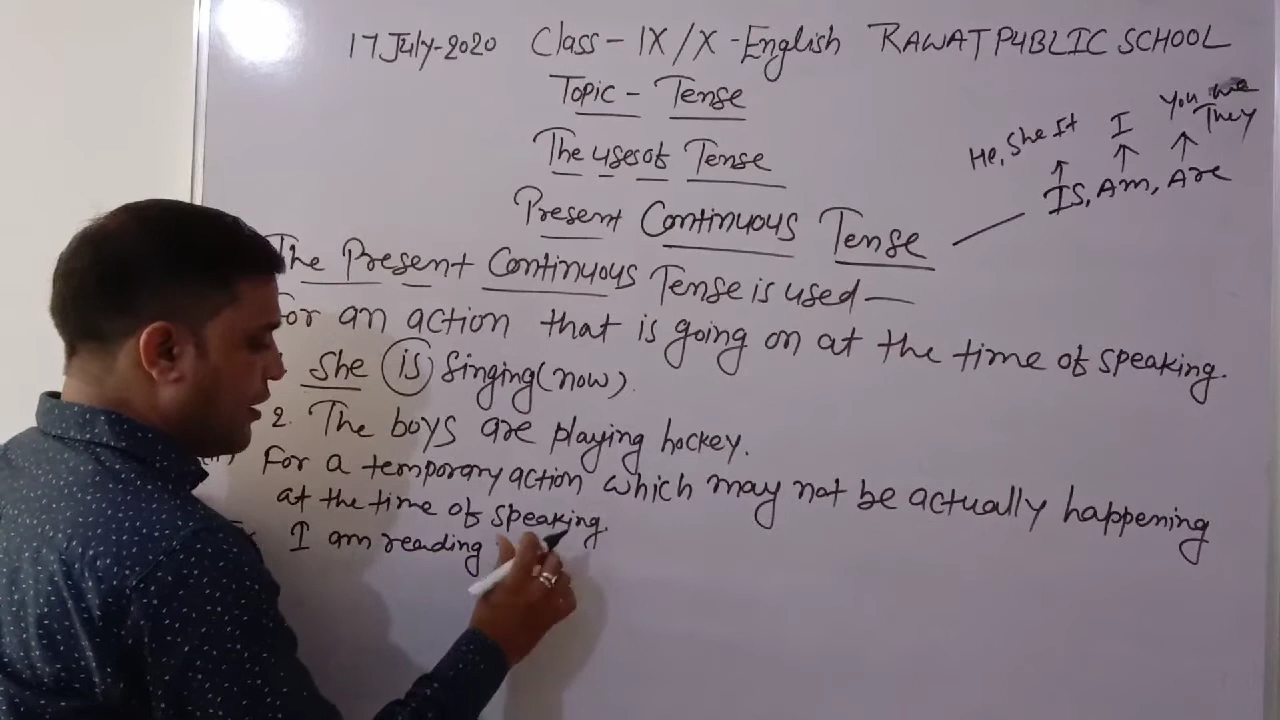 17 July-2020 Class - IX/X - English RAWAT PUBLIC SCHOOL
Topic - Tense
The uses of Tense
He, She It I You We They
IS, Am, Are
Present Continuous Tense
The Present Continuous Tense is used —
For an action that is going on at the time of speaking.
She is singing (now).
2. The boys are playing hockey.
For a temporary action which may not be actually happening
at the time of speaking.
I am reading